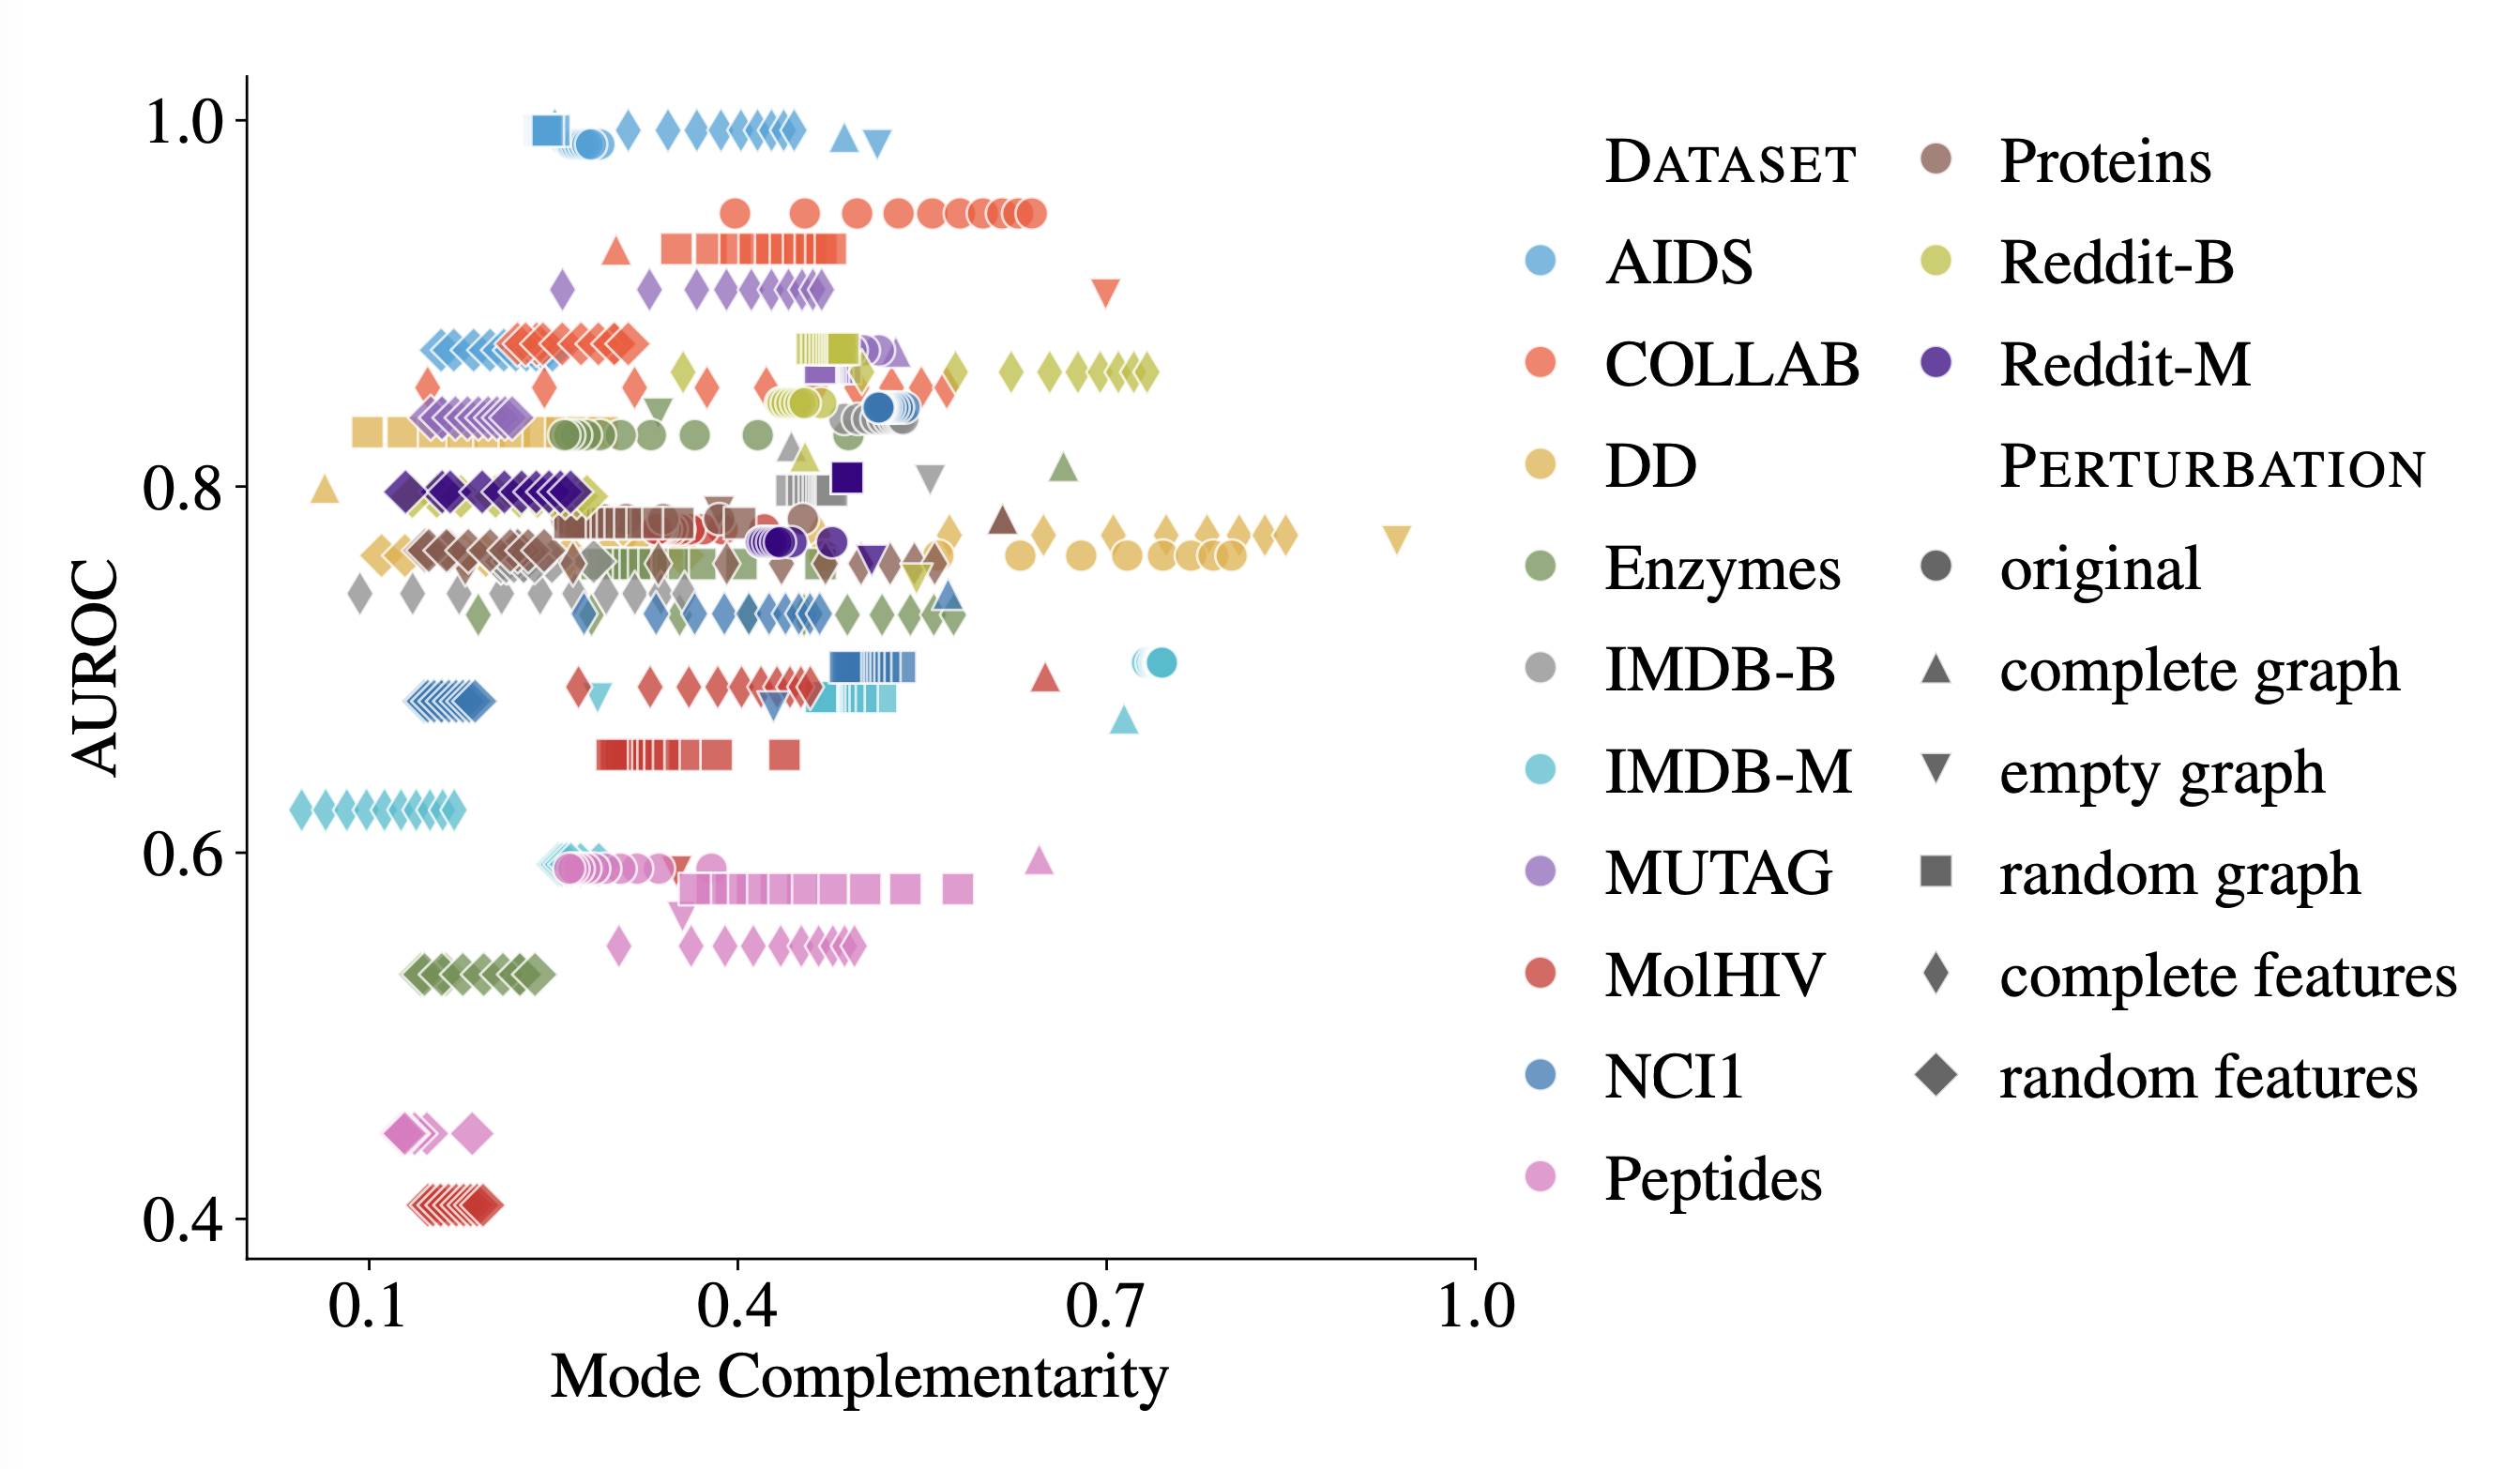 1.0
0.8
0.6
0.4
AUROC
0.1
0.4
0.7
1.0
Mode Complementarity
DATASET
AIDS
COLLAB
DD
Enzymes
IMDB-B
IMDB-M
MUTAG
MolHIV
NCI1
Peptides
Proteins
Reddit-B
Reddit-M
PERTURBATION
original
complete graph
empty graph
random graph
complete features
random features